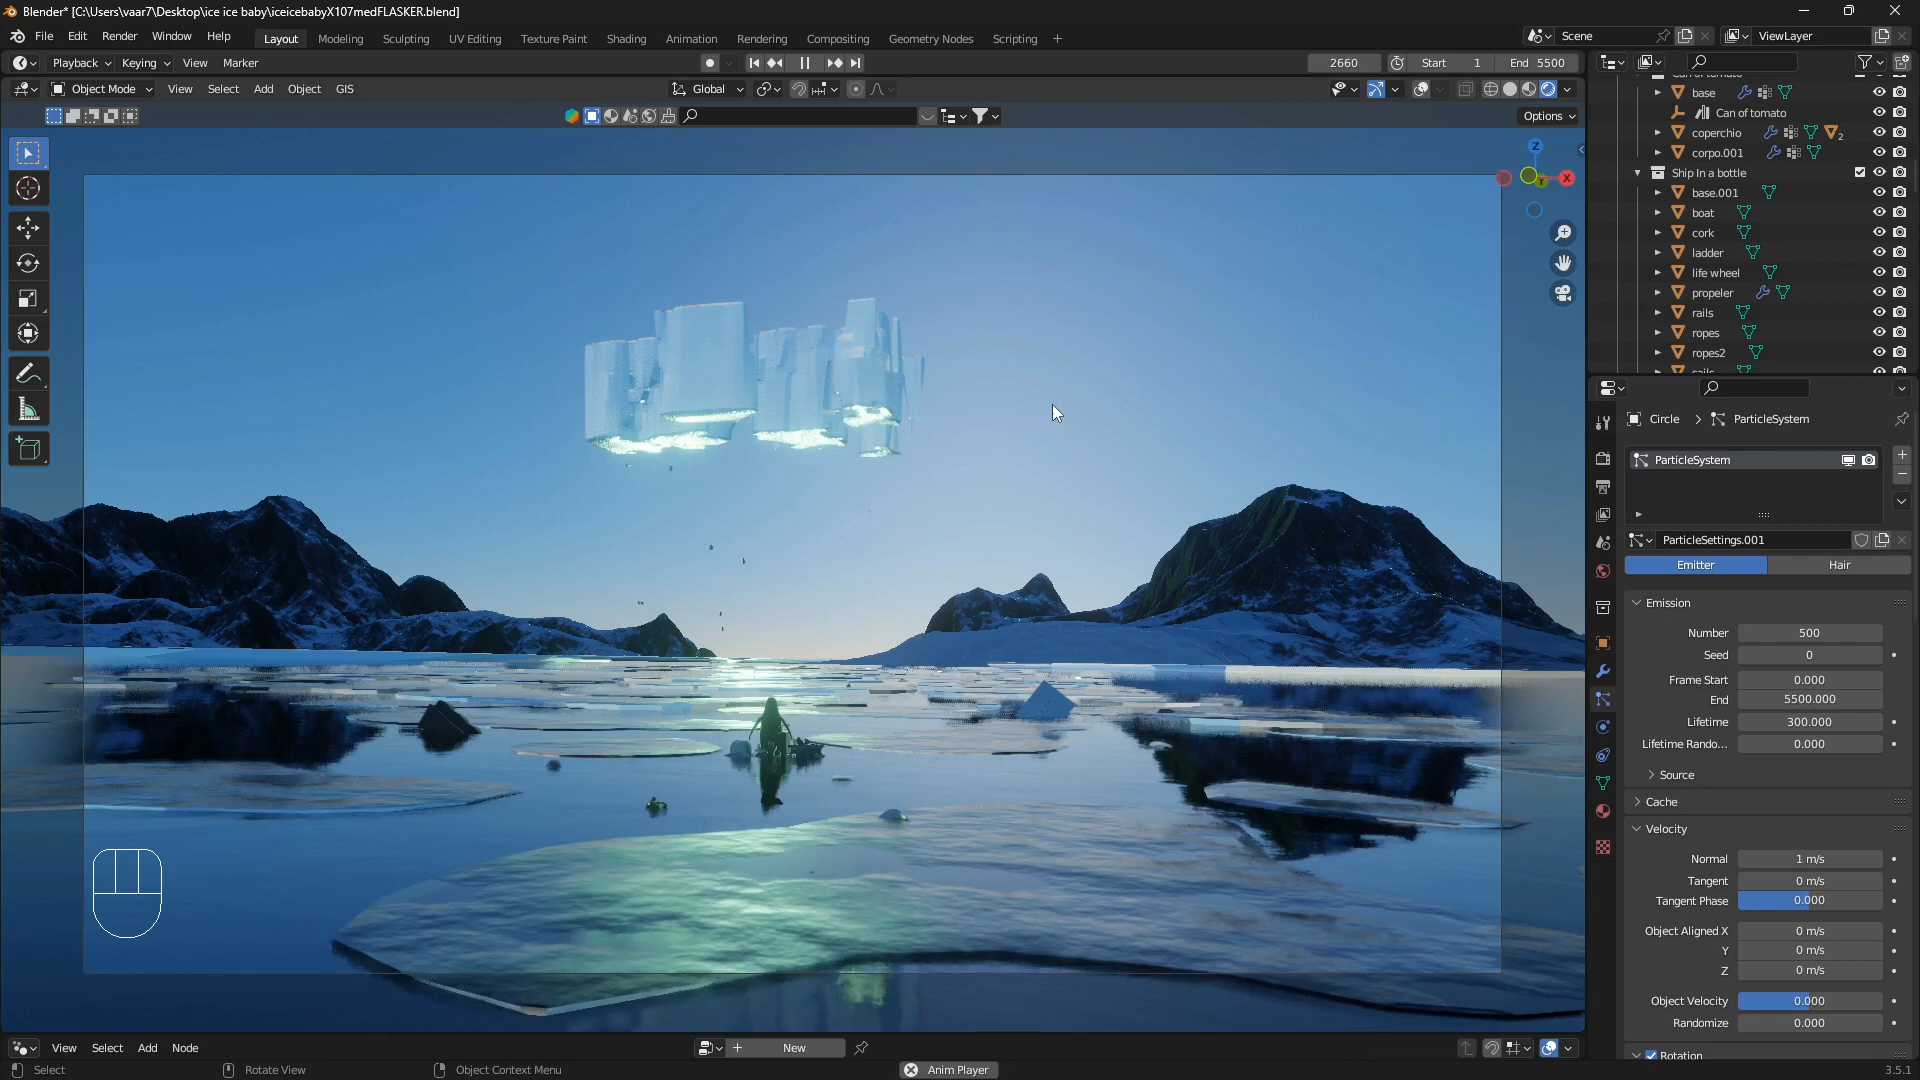 Blender* [C:\Users\vaar7\Desktop\ice ice baby\iceicebabyX107medFLASKER.blend]
File Edit Render Window Help Layout Modeling Sculpting UV Editing Texture Paint Shading Animation Rendering Compositing Geometry Nodes Scripting + Scene ViewLayer
Playback Keying View Marker 2660 Start 1 End 5500
Object Mode View Select Add Object GIS Global
Options
Can of tomato
base
Can of tomato
coperchio 2
corpo.001
Ship In a bottle
base.001
boat
cork
ladder
life wheel
propeler
rails
ropes
ropes2
Z
X
Y
Circle > ParticleSystem
ParticleSystem
ParticleSettings.001
Emitter Hair
Emission
Number 500
Seed 0
Frame Start 0.000
End 5500.000
Lifetime 300.000
Lifetime Rando... 0.000
Source
Cache
Velocity
Normal 1 m/s
Tangent 0 m/s
Tangent Phase 0.000
Object Aligned X 0 m/s
Y 0 m/s
Z 0 m/s
Object Velocity 0.000
Randomize 0.000
Rotation
View Select Add Node New
Select Rotate View Object Context Menu Anim Player 3.5.1